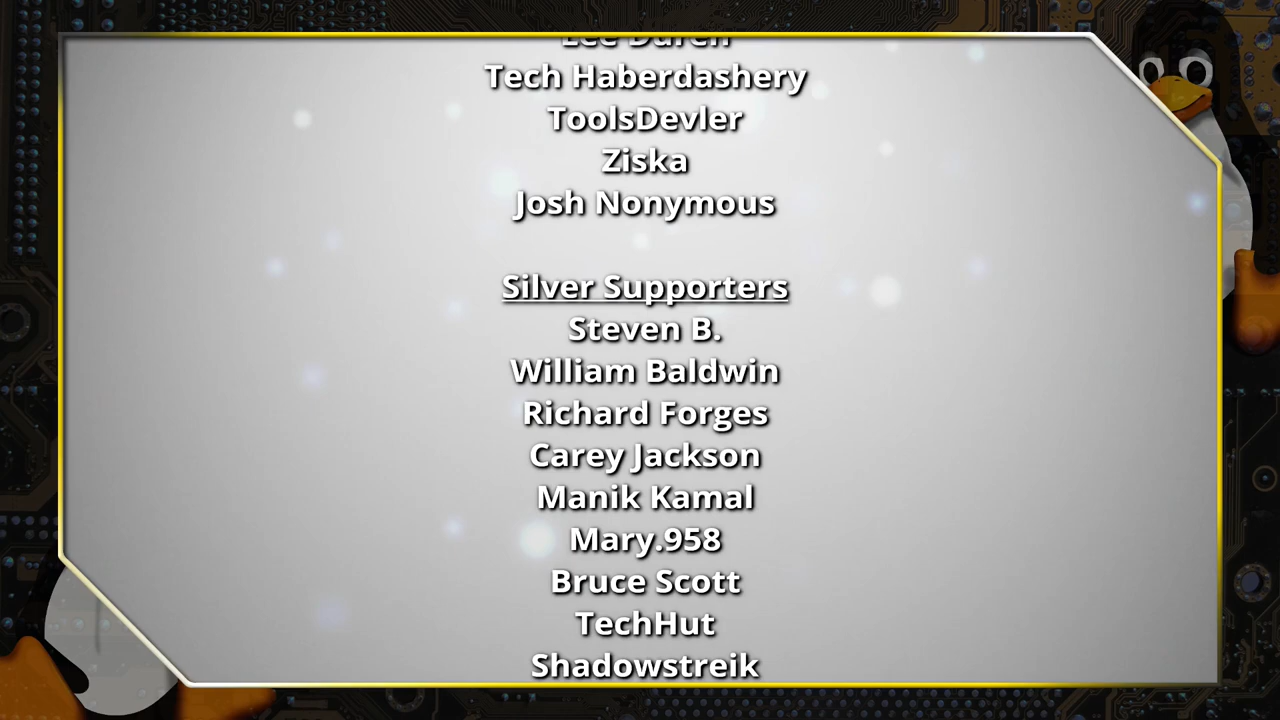 Tech Haberdashery
ToolsDevler
Ziska
Josh Nonymous
Silver Supporters
Steven B.
William Baldwin
Richard Forges
Carey Jackson
Manik Kamal
Mary.958
Bruce Scott
TechHut
Shadowstreik